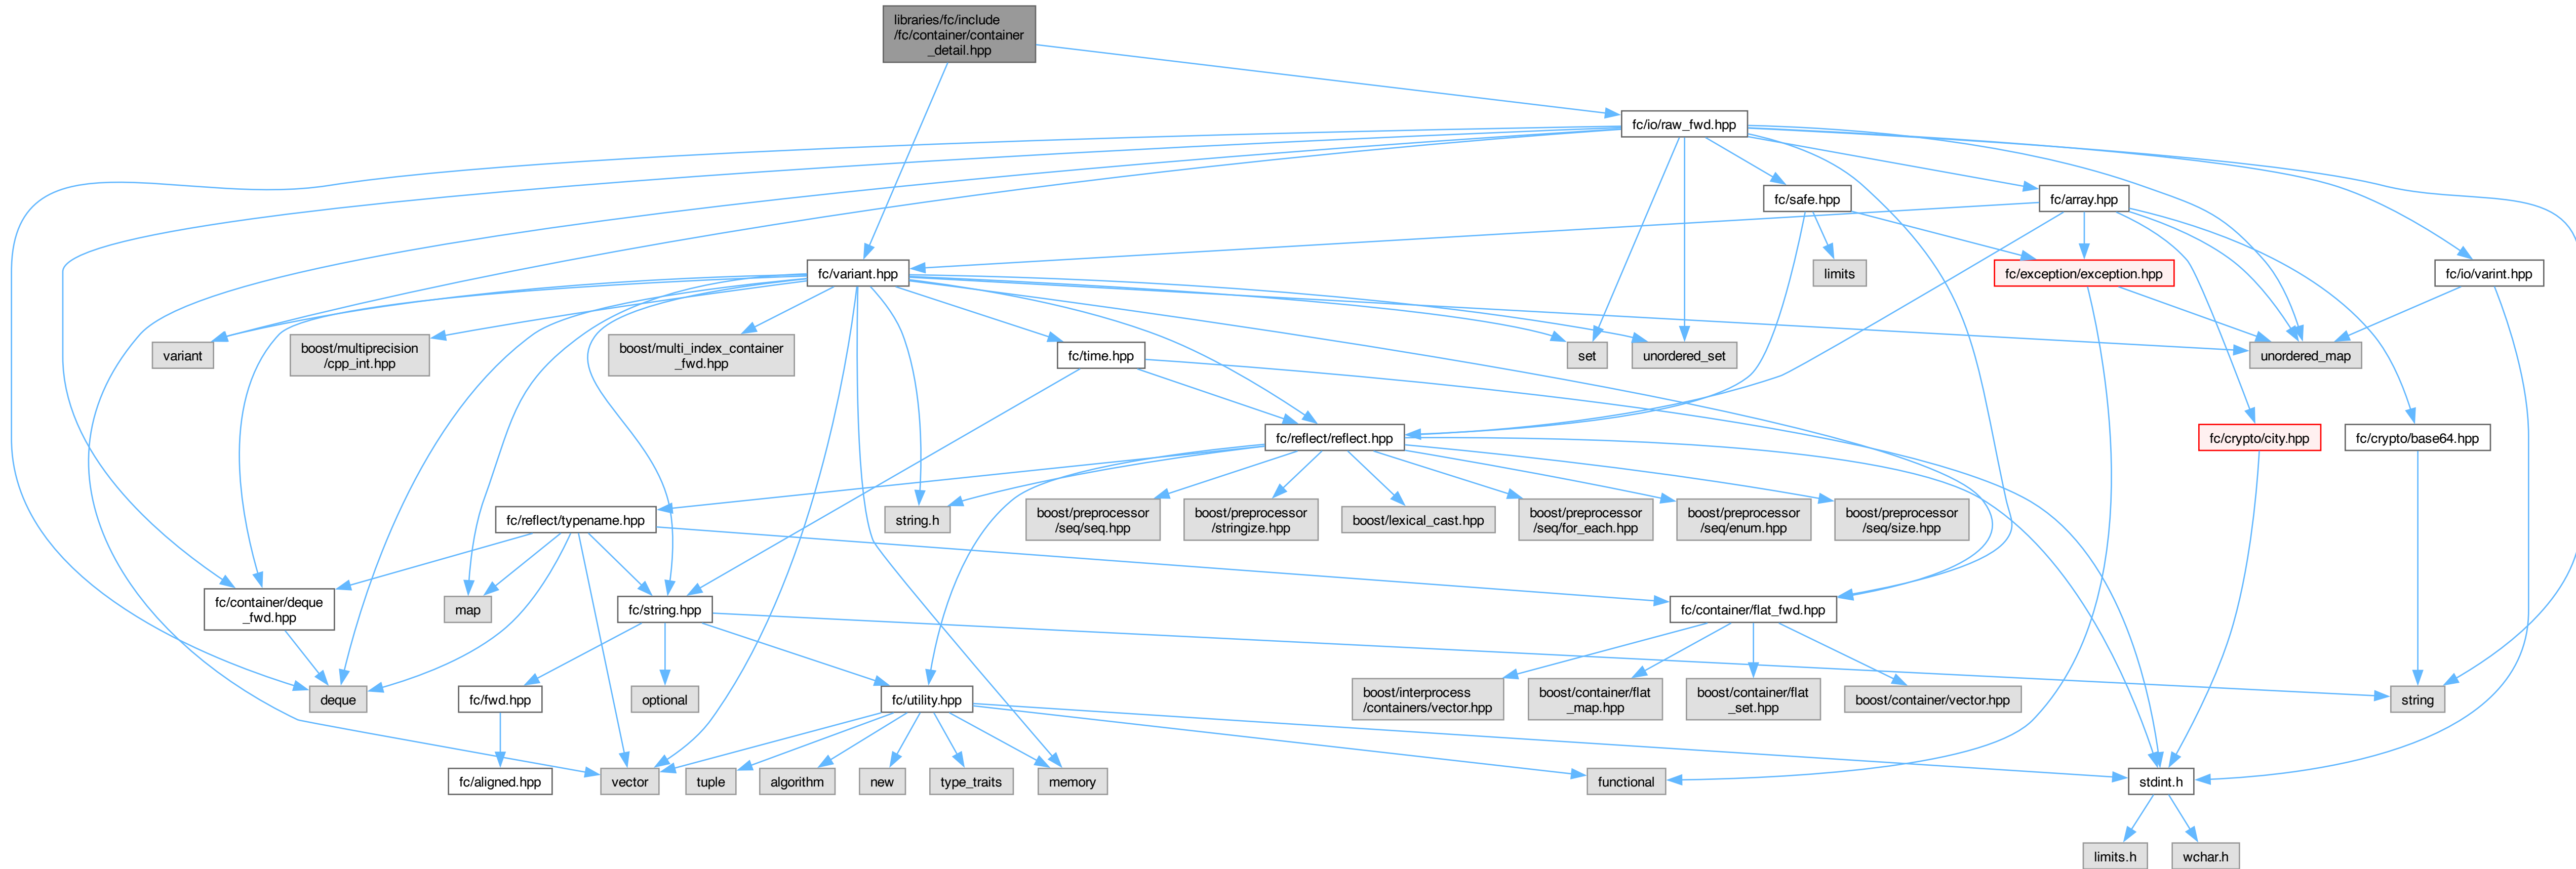 libraries/fc/include
/fc/container/container
_detail.hpp
fc/io/raw_fwd.hpp
fc/safe.hpp
fc/array.hpp
fc/variant.hpp
limits
fc/exception/exception.hpp
fc/io/varint.hpp
variant
boost/multiprecision
/cpp_int.hpp
boost/multi_index_container
_fwd.hpp
fc/time.hpp
set
unordered_set
unordered_map
fc/reflect/reflect.hpp
fc/crypto/city.hpp
fc/crypto/base64.hpp
fc/reflect/typename.hpp
string.h
boost/preprocessor
/seq/seq.hpp
boost/preprocessor
/stringize.hpp
boost/lexical_cast.hpp
boost/preprocessor
/seq/for_each.hpp
boost/preprocessor
/seq/enum.hpp
boost/preprocessor
/seq/size.hpp
fc/container/deque
_fwd.hpp
map
fc/string.hpp
fc/container/flat_fwd.hpp
deque
fc/fwd.hpp
optional
fc/utility.hpp
boost/interprocess
/containers/vector.hpp
boost/container/flat
_map.hpp
boost/container/flat
_set.hpp
boost/container/vector.hpp
string
fc/aligned.hpp
vector
tuple
algorithm
new
type_traits
memory
functional
stdint.h
limits.h
wchar.h